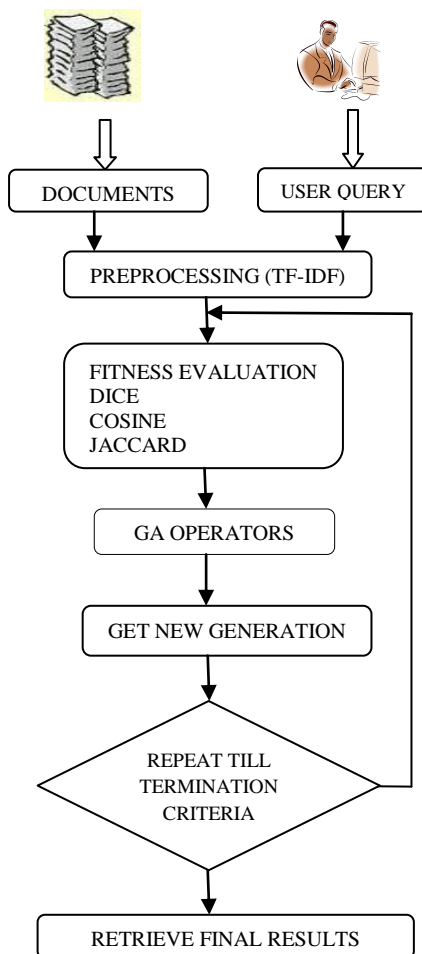 DOCUMENTS
USER QUERY
PREPROCESSING (TF-IDF)
FITNESS EVALUATION
DICE
COSINE
JACCARD
GA OPERATORS
GET NEW GENERATION
REPEAT TILL
TERMINATION
CRITERIA
RETRIEVE FINAL RESULTS